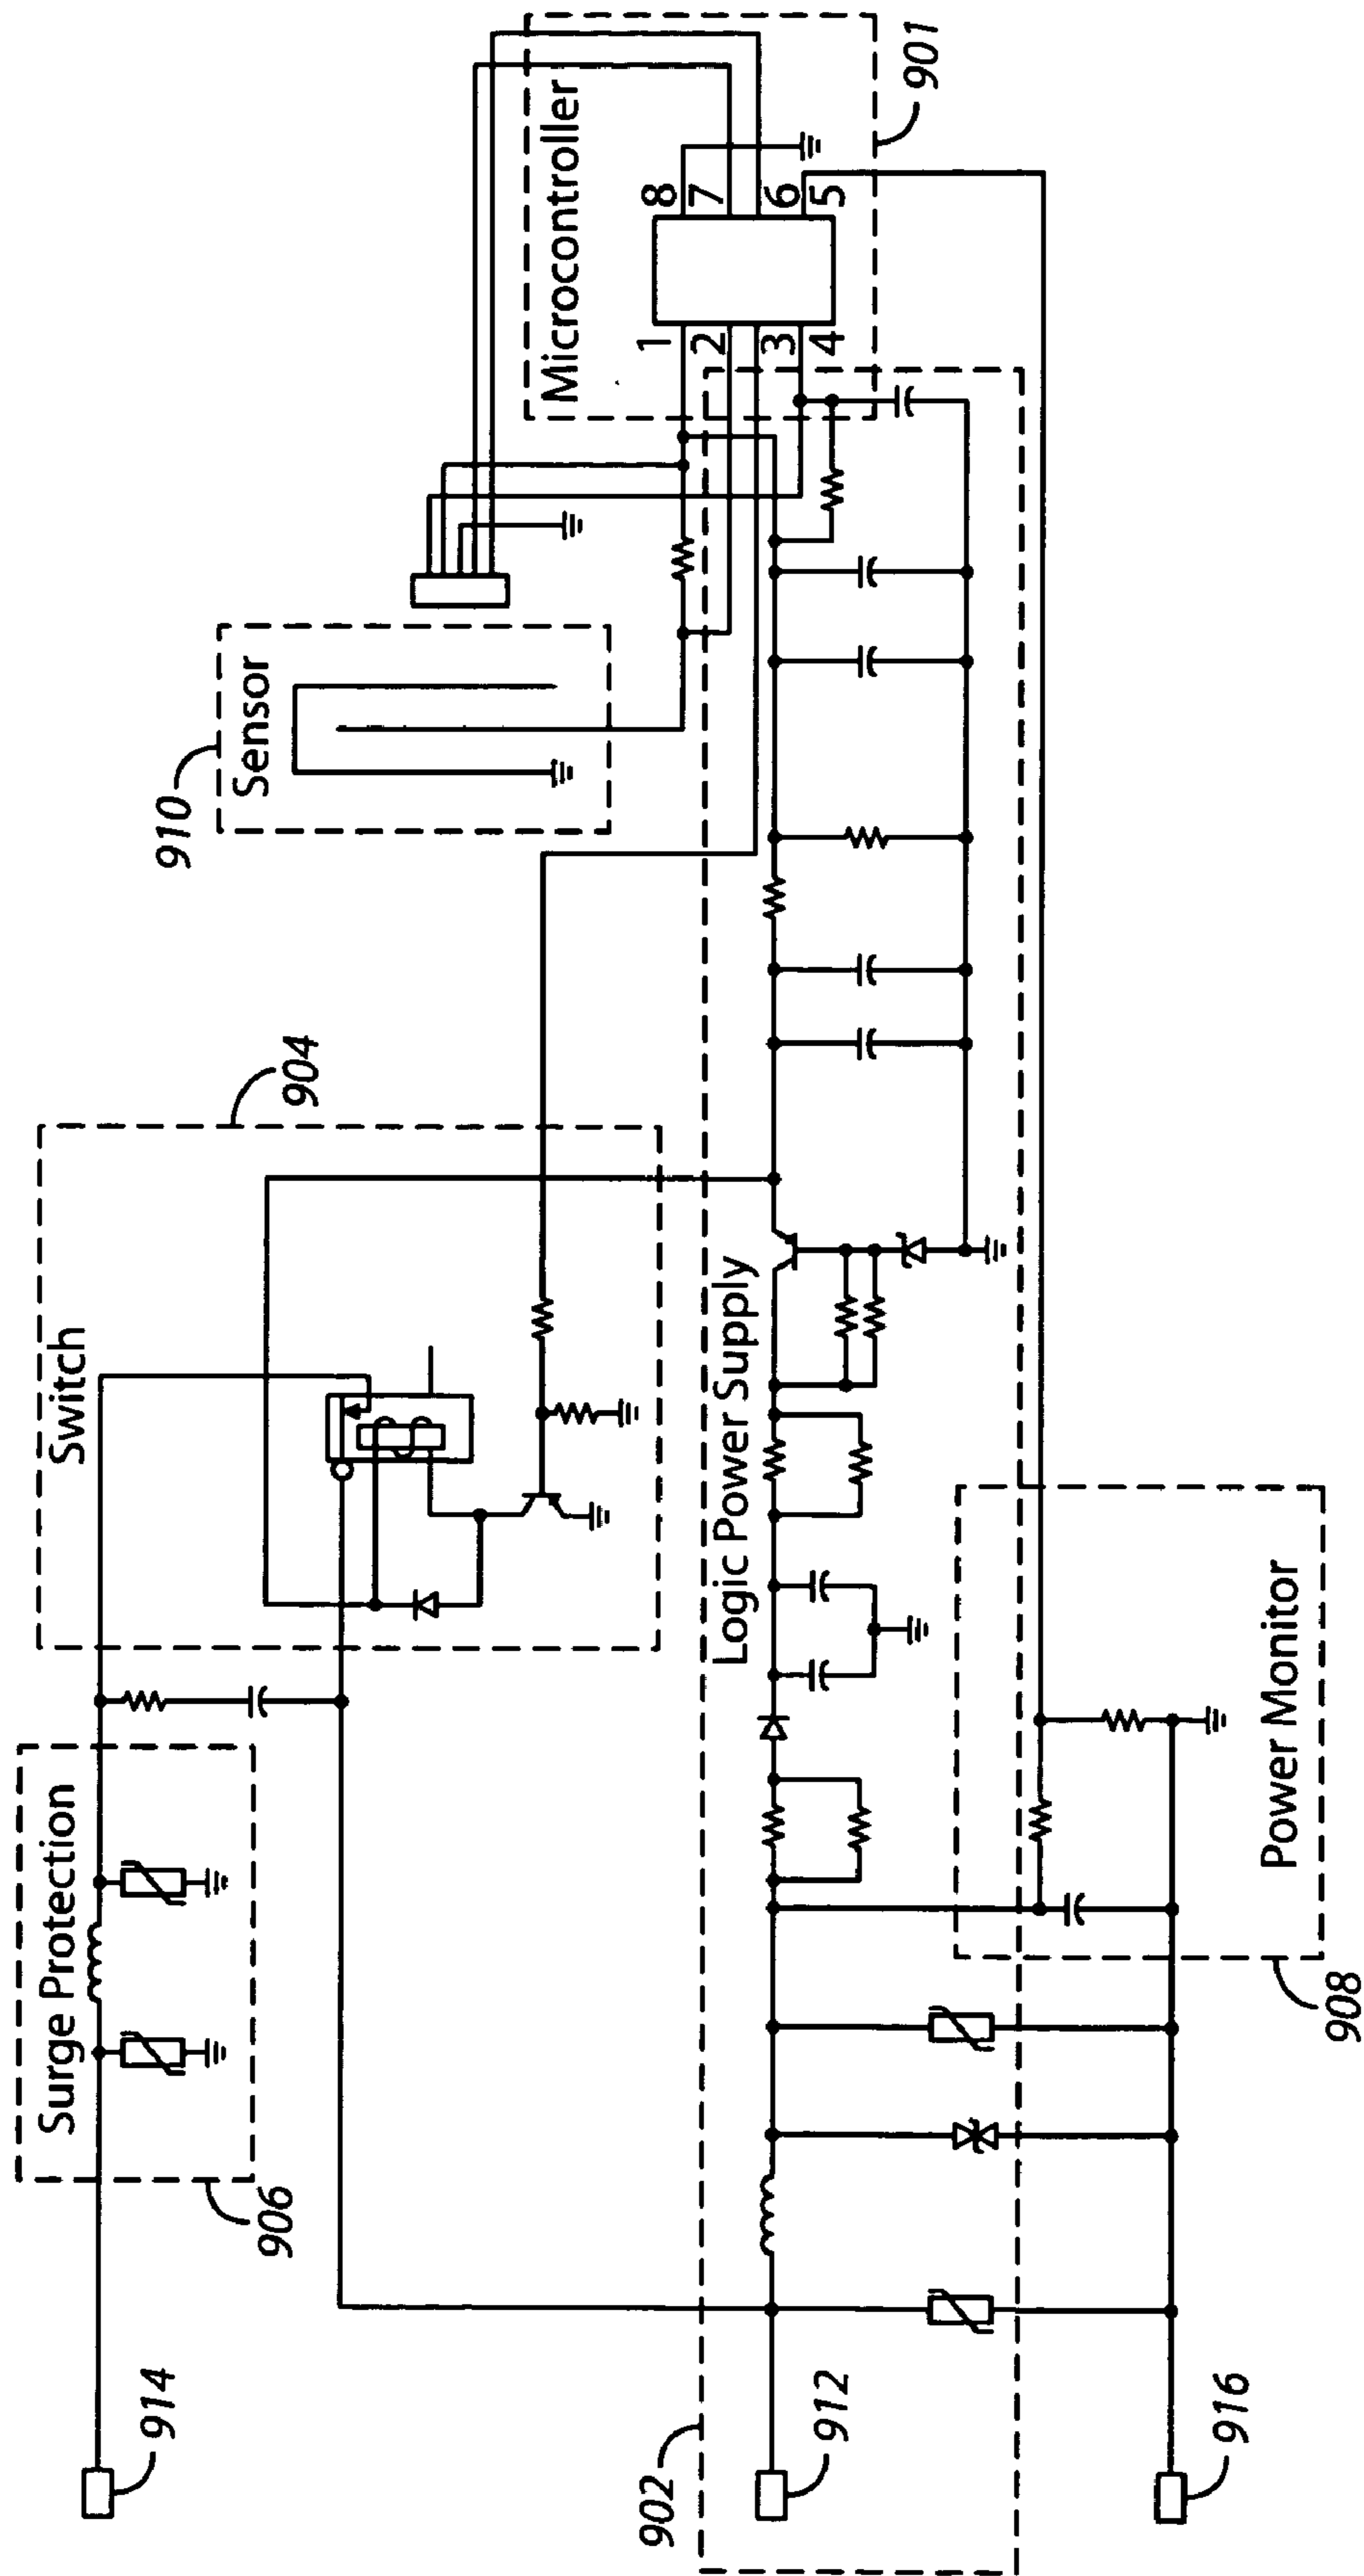 Surge Protection
906
914
Switch
904
Sensor
910
Microcontroller
901
1
2
3
4
8
7
6
5
Logic Power Supply
902
912
Power Monitor
908
916